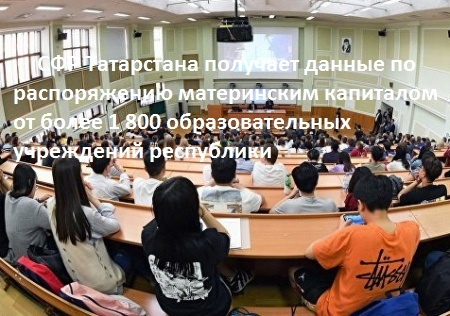 СФР Татарстана получает данные по
распоряжению материнским капиталом
от более 1 800 образовательных
учреждений республики